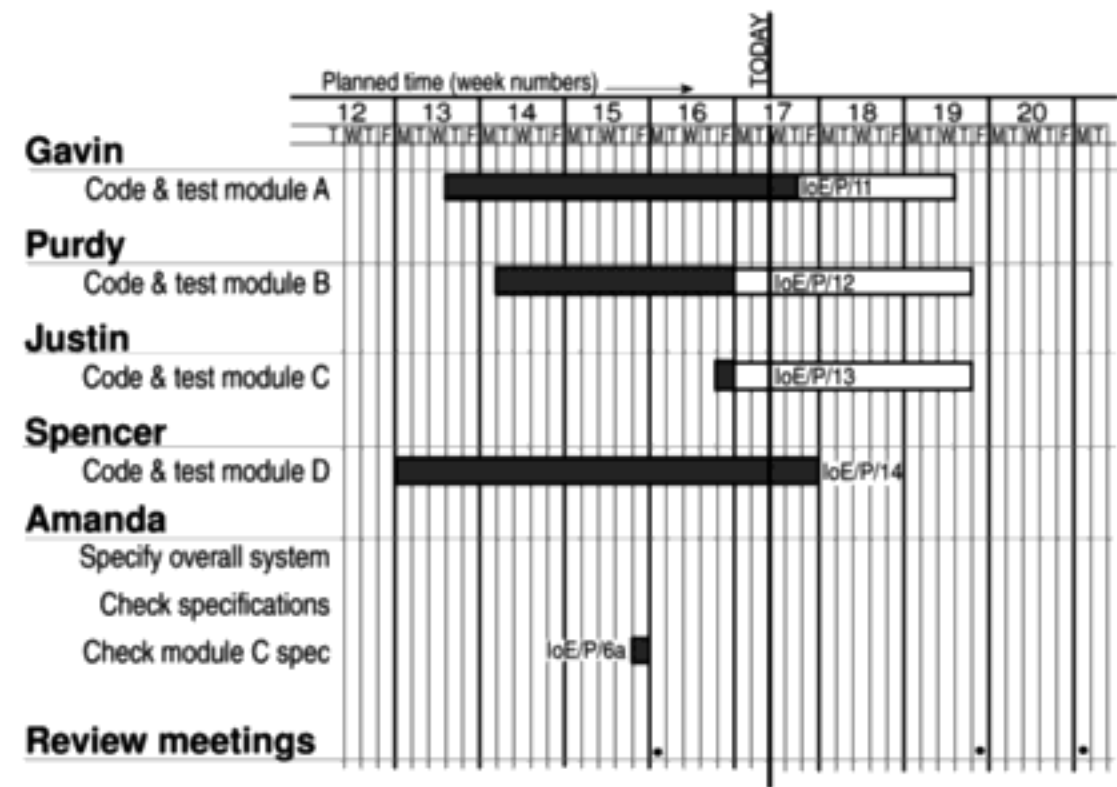 TODAY
Planned time (week numbers)
12 13 14 15 16 17 18 19 20
T W T F M T W T F M T W T F M T W T F M T W T F M T W T F M T W T F M T W T F M T W T F M T
Gavin
Code & test module A IoE/P/11
Purdy
Code & test module B IoE/P/12
Justin
Code & test module C IoE/P/13
Spencer
Code & test module D IoE/P/14
Amanda
Specify overall system
Check specifications
Check module C spec IoE/P/6a
Review meetings